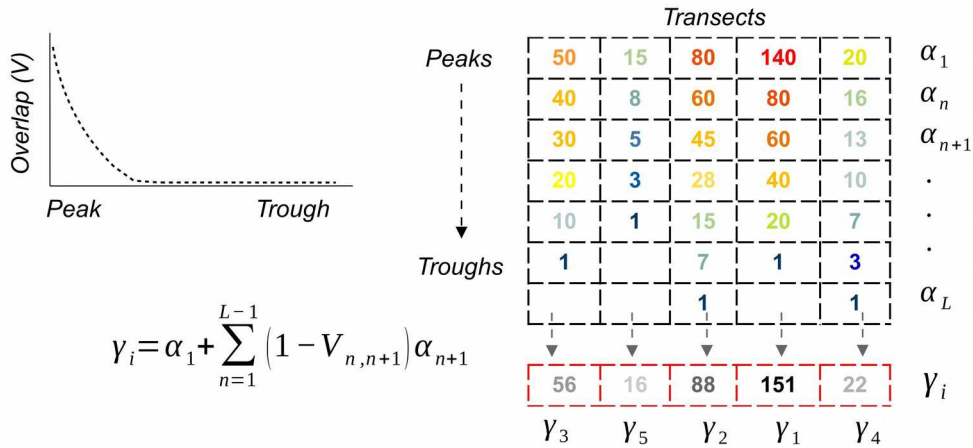 Transects
Overlap (V)
Peak Trough
Peaks
Troughs
50 15 80 140 20 α1
40 8 60 80 16 αn
30 5 45 60 13 αn+1
20 3 28 40 10 .
10 1 15 20 7 .
1 7 1 3 .
1 1 αL
γi=α1+∑n=1L−1(1−Vn,n+1)αn+1
56 16 88 151 22 γi
γ3 γ5 γ2 γ1 γ4